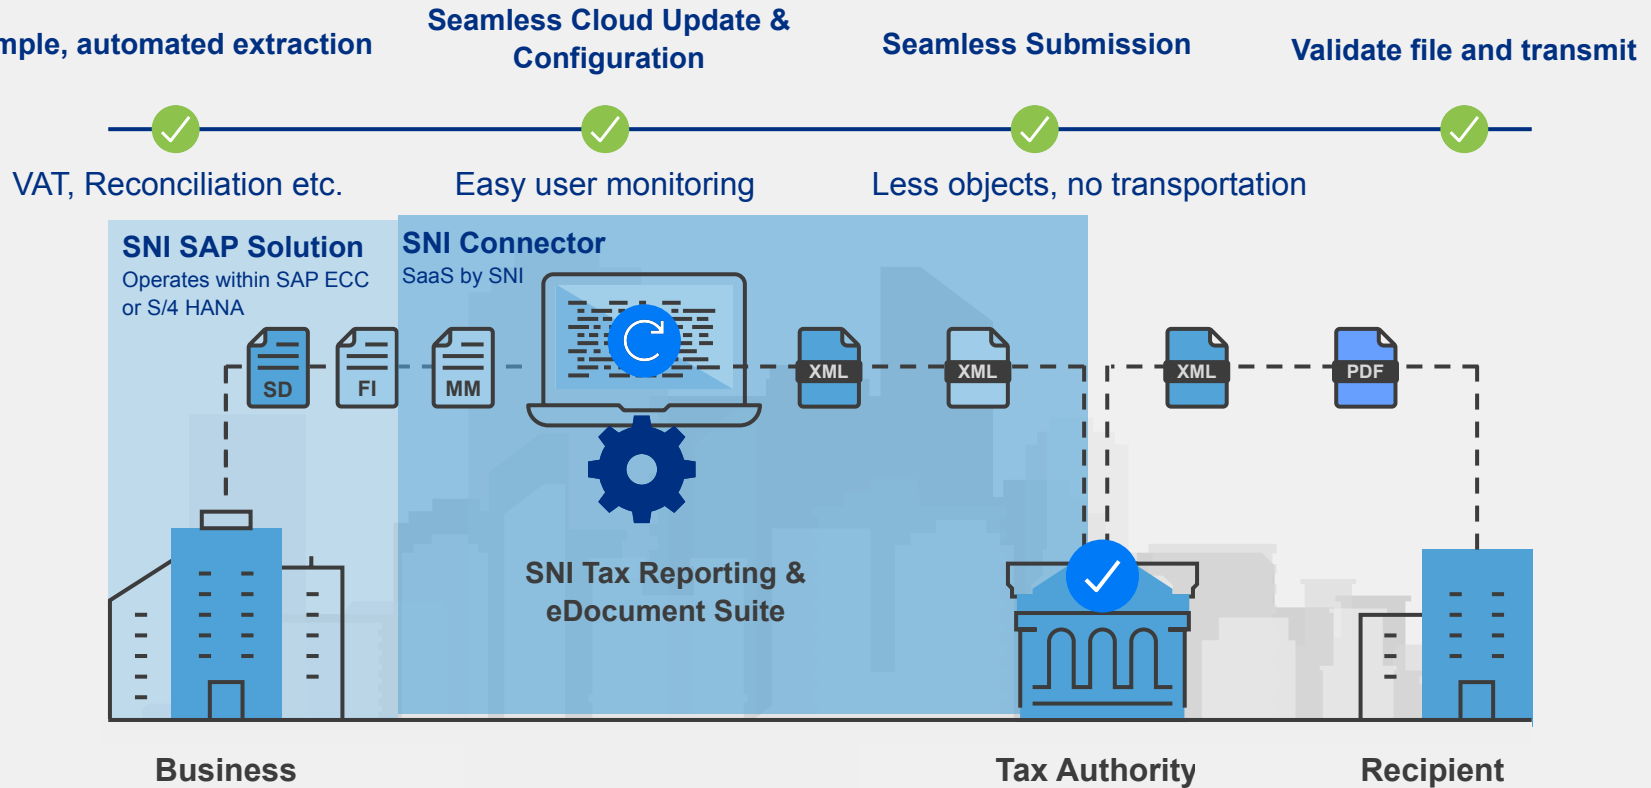 mple, automated extraction
Seamless Cloud Update &
Configuration
Seamless Submission
Validate file and transmit
VAT, Reconciliation etc.
Easy user monitoring
Less objects, no transportation
SNI SAP Solution
Operates within SAP ECC
or S/4 HANA
SNI Connector
SaaS by SNI
SD
FI
MM
XML
XML
XML
PDF
SNI Tax Reporting &
eDocument Suite
Business
Tax Authority
Recipient